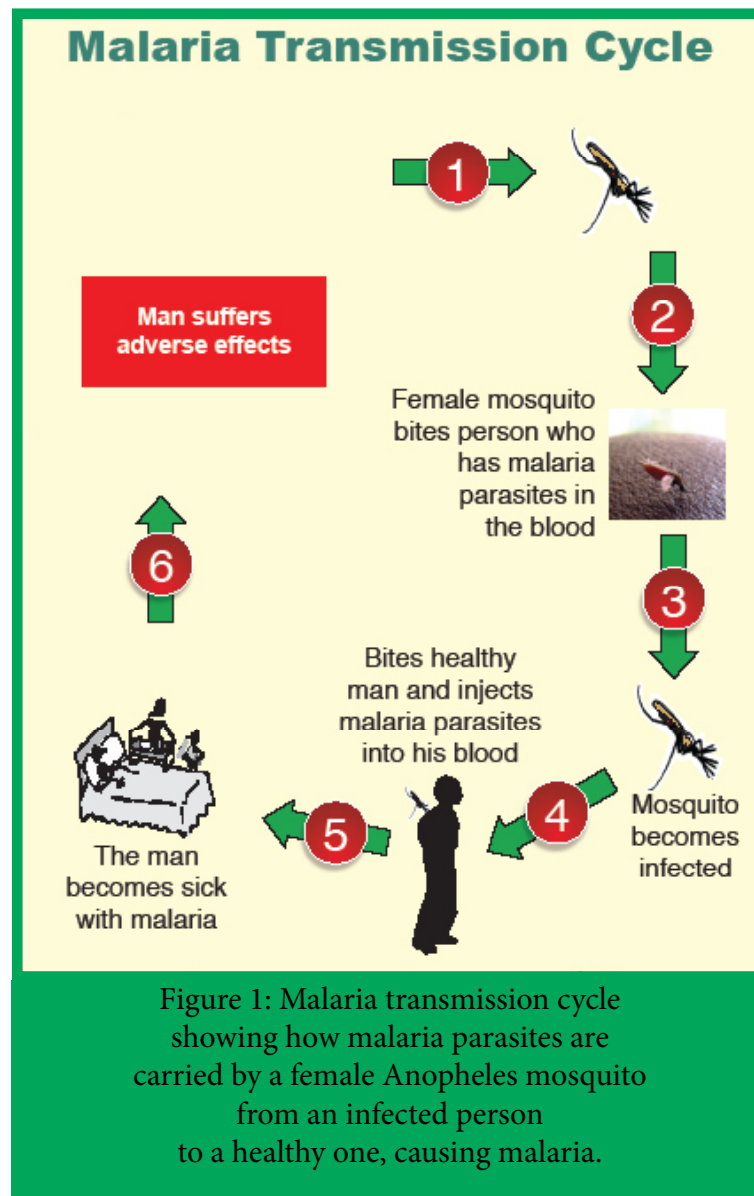 Malaria Transmission Cycle
1
2
Man suffers
adverse effects
Female mosquito
bites person who
has malaria
parasites in
the blood
3
6
Bites healthy
man and injects
malaria parasites
into his blood
4
Mosquito
becomes
infected
5
The man
becomes sick
with malaria
Figure 1: Malaria transmission cycle
showing how malaria parasites are
carried by a female Anopheles mosquito
from an infected person
to a healthy one, causing malaria.